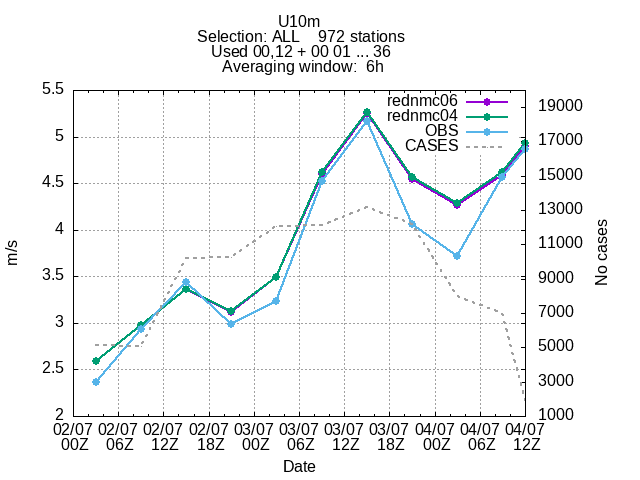 U10m
Selection: ALL    972 stations
Used 00,12 + 00 01 ... 36
Averaging window:  6h
5.5
5
4.5
4
3.5
3
2.5
2
m/s
rednmc06
rednmc04
OBS
CASES
19000
17000
15000
13000
11000
9000
7000
5000
3000
1000
No cases
02/07 02/07 02/07 02/07 03/07 03/07 03/07 03/07 04/07 04/07 04/07
00Z 06Z 12Z 18Z 00Z 06Z 12Z 18Z 00Z 06Z 12Z
Date